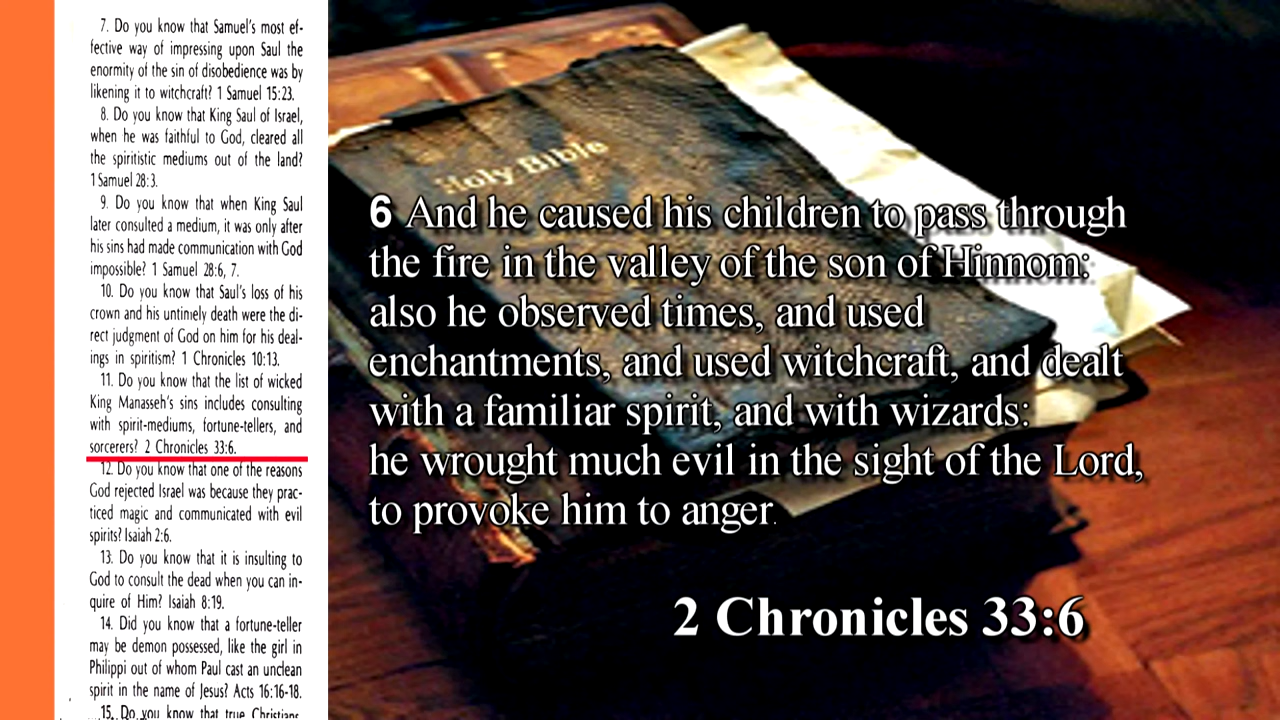 7. Do you know that Samuel's most ef-
fective way of impressing upon Saul the
enormity of the sin of disobedience was by
likening it to witchcraft? 1 Samuel 15:23.
8. Do you know that King Saul of Israel,
when he was faithful to God, cleared all
the spiritistic mediums out of the land?
1 Samuel 28:3.
9. Do you know that when King Saul
later consulted a medium, it was only after
his sins had made communication with God
impossible? 1 Samuel 28:6, 7.
10. Do you know that Saul's loss of his
crown and his untimely death were the di-
rect judgment of God on him for his deal-
ings in spiritism? 1 Chronicles 10:13.
11. Do you know that the list of wicked
King Manasseh's sins includes consulting
with spirit-mediums, fortune-tellers, and
sorcerers? 2 Chronicles 33:6.
12. Do you know that one of the reasons
God rejected Israel was because they prac-
ticed magic and communicated with evil
spirits? Isaiah 2:6.
13. Do you know that it is insulting to
God to consult the dead when you can in-
quire of Him? Isaiah 8:19.
14. Did you know that a fortune-teller
may be demon possessed, like the girl in
Philippi out of whom Paul cast an unclean
spirit in the name of Jesus? Acts 16:16-18.
15. Do you know that true Christians,
Holy Bible
6 And he caused his children to pass through
the fire in the valley of the son of Hinnom:
also he observed times, and used
enchantments, and used witchcraft, and dealt
with a familiar spirit, and with wizards:
he wrought much evil in the sight of the Lord,
to provoke him to anger.
2 Chronicles 33:6